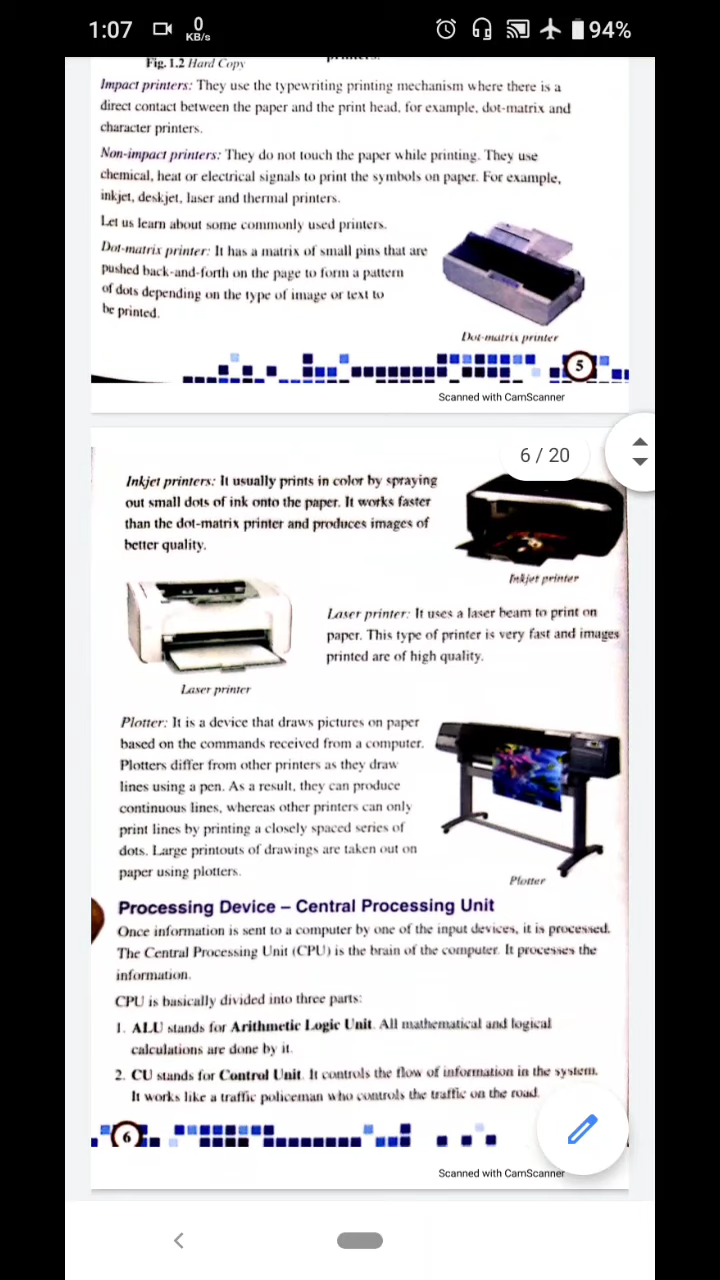 1:07 0 KB/s 94%
Fig. 1.2 Hard Copy printers.
Impact printers: They use the typewriting printing mechanism where there is a
direct contact between the paper and the print head, for example, dot-matrix and
character printers.
Non-impact printers: They do not touch the paper while printing. They use
chemical, heat or electrical signals to print the symbols on paper. For example,
inkjet, deskjet, laser and thermal printers.
Let us learn about some commonly used printers.
Dot-matrix printer: It has a matrix of small pins that are
pushed back-and-forth on the page to form a pattern
of dots depending on the type of image or text to
be printed.
Dot-matrix printer
5
Scanned with CamScanner
6 / 20
Inkjet printers: It usually prints in color by spraying
out small dots of ink onto the paper. It works faster
than the dot-matrix printer and produces images of
better quality.
Inkjet printer
Laser printer: It uses a laser beam to print on
paper. This type of printer is very fast and images
printed are of high quality.
Laser printer
Plotter: It is a device that draws pictures on paper
based on the commands received from a computer.
Plotters differ from other printers as they draw
lines using a pen. As a result, they can produce
continuous lines, whereas other printers can only
print lines by printing a closely spaced series of
dots. Large printouts of drawings are taken out on
paper using plotters.
Plotter
Processing Device – Central Processing Unit
Once information is sent to a computer by one of the input devices, it is processed.
The Central Processing Unit (CPU) is the brain of the computer. It processes the
information.
CPU is basically divided into three parts:
1. ALU stands for Arithmetic Logic Unit. All mathematical and logical
calculations are done by it.
2. CU stands for Control Unit. It controls the flow of information in the system.
It works like a traffic policeman who controls the traffic on the road.
6
Scanned with CamScanner